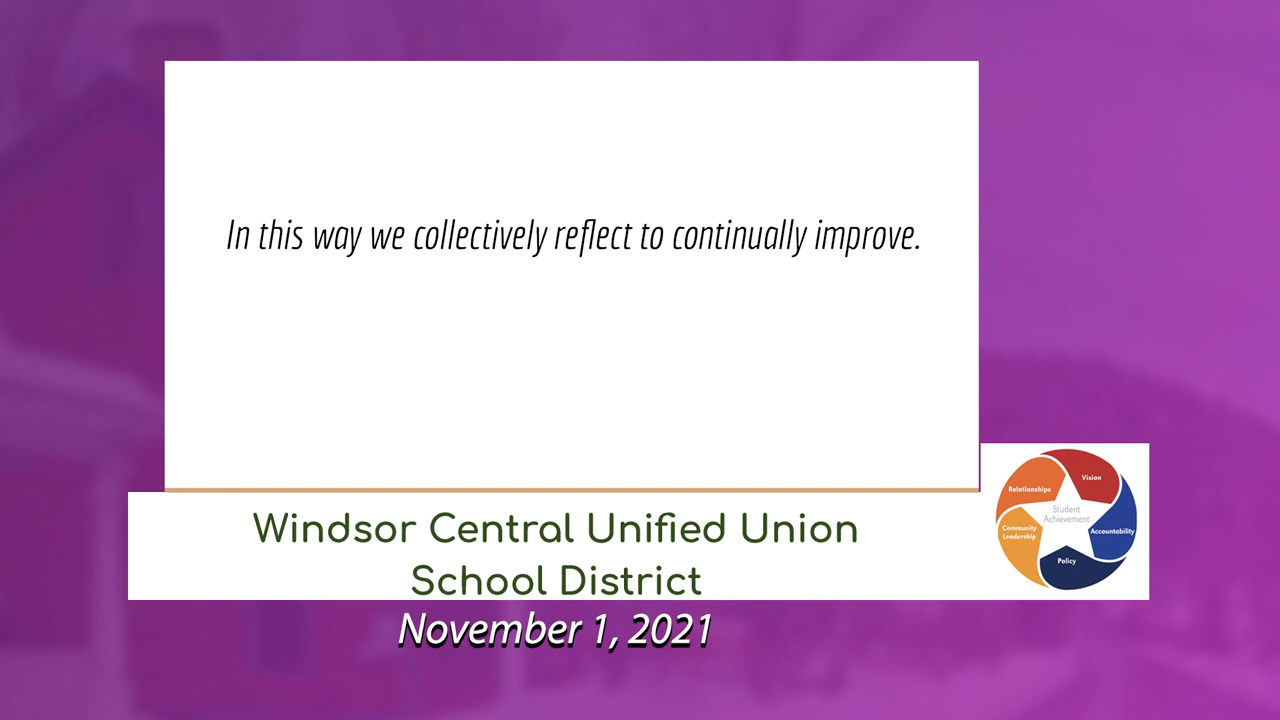 In this way we collectively reflect to continually improve.
Windsor Central Unified Union
School District
November 1, 2021
Relationships
Vision
Student
Achievement
Community
Leadership
Accountability
Policy